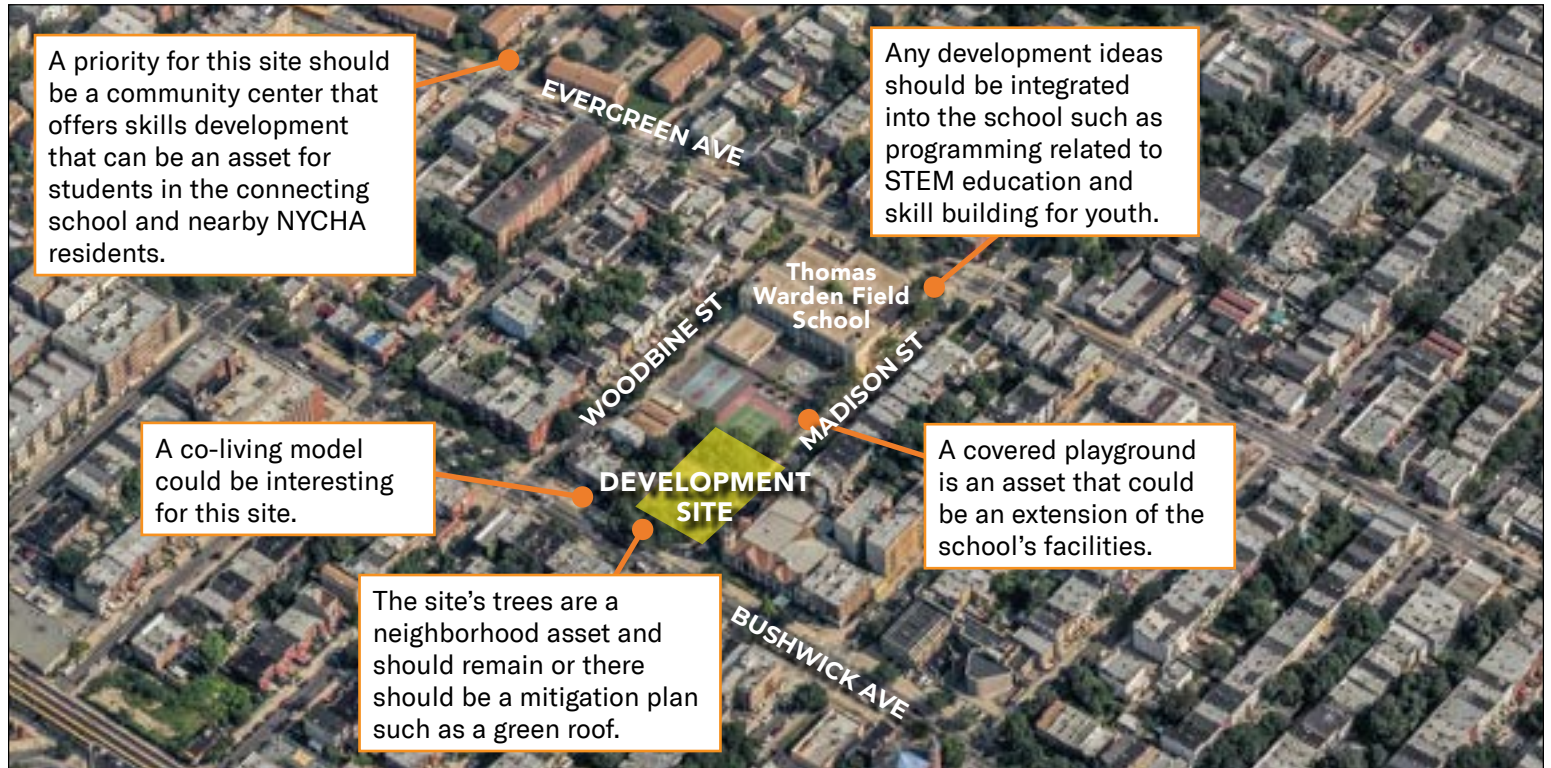 A priority for this site should
be a community center that
offers skills development
that can be an asset for
students in the connecting
school and nearby NYCHA
residents.
Any development ideas
should be integrated
into the school such as
programming related to
STEM education and
skill building for youth.
EVERGREEN AVE
Thomas
Warden Field
School
WOODBINE ST
MADISON ST
A co-living model
could be interesting
for this site.
DEVELOPMENT
SITE
A covered playground
is an asset that could
be an extension of the
school's facilities.
The site's trees are a
neighborhood asset and
should remain or there
should be a mitigation plan
such as a green roof.
BUSHWICK AVE